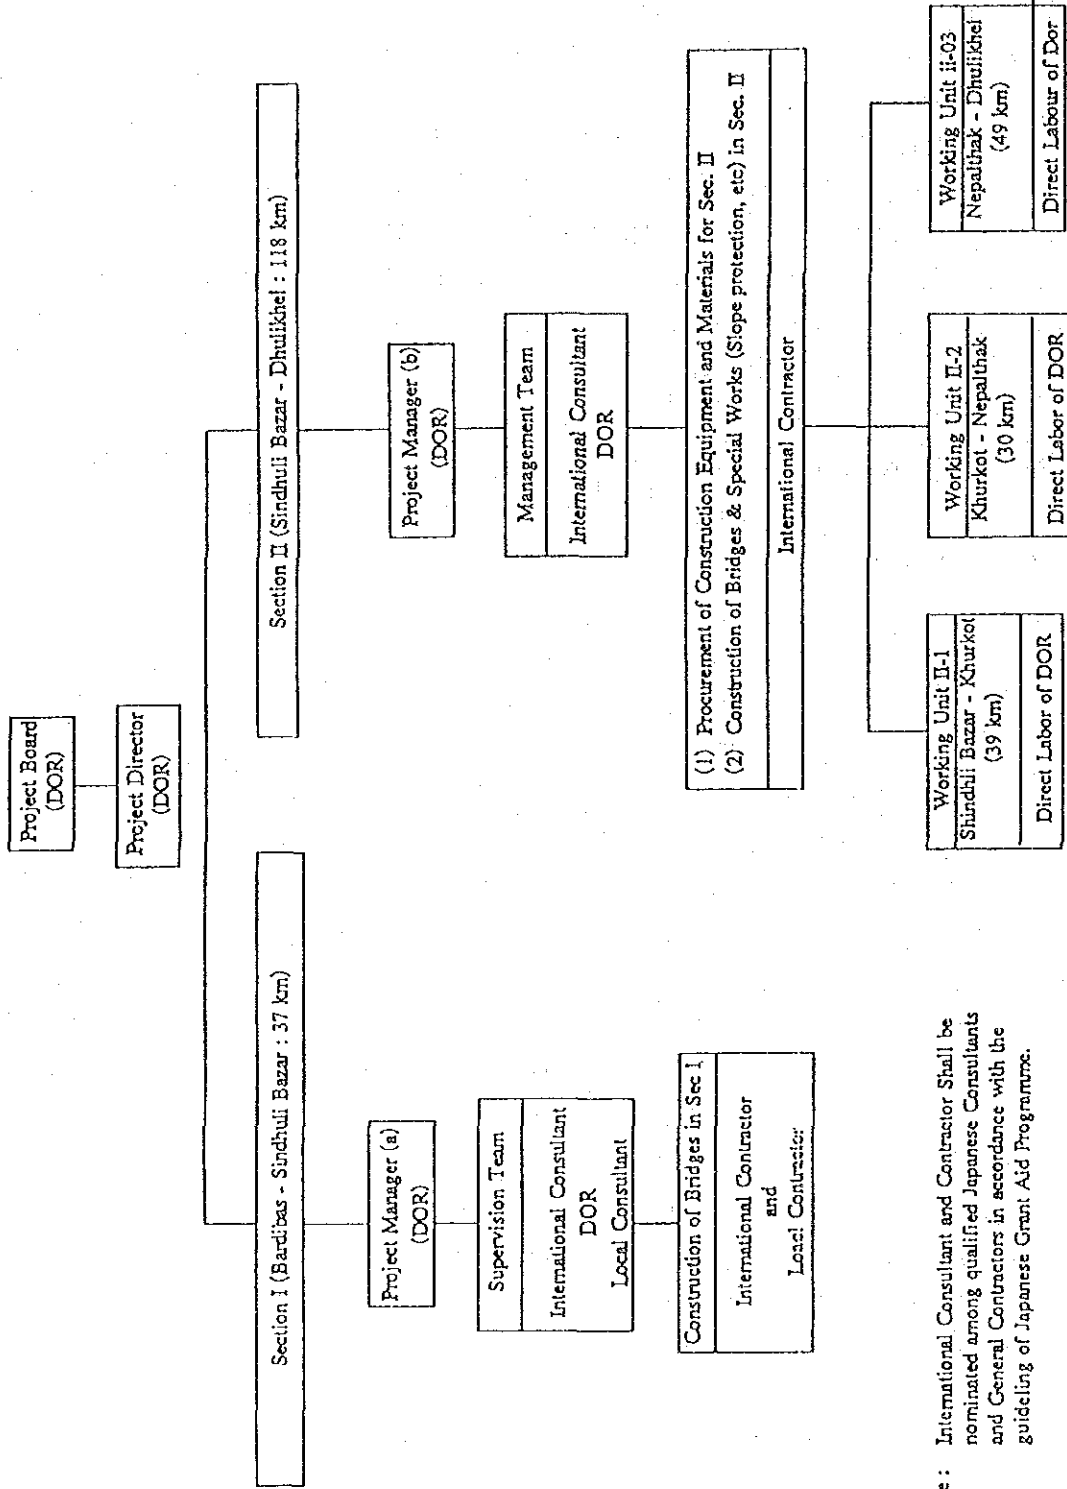 Project Board
(DOR)
Project Director
(DOR)
Section I (Bardibas - Sindhuli Bazar : 37 km)
Project Manager (a)
(DOR)
Supervision Team
International Consultant
DOR
Local Consultant
Construction of Bridges in Sec I
International Contractor
and
Loacl Contractor
Section II (Sindhuli Bazar - Dhulikhel : 118 km)
Project Manager (b)
(DOR)
Management Team
International Consultant
DOR
(1) Procurement of Construction Equipment and Materials for Sec. II
(2) Construction of Bridges & Special Works (Slope protection, etc) in Sec. II
International Contractor
Working Unit II-1
Shindhli Bazar - Khurkot
(39 km)
Direct Labor of DOR
Working Unit II-2
Khurkot - Nepalthak
(30 km)
Direct Labor of DOR
Working Unit ii-03
Nepalthak - Dhulikhel
(49 km)
Direct Labour of Dor
e : International Consultant and Contractor Shall be
nominated among qualified Japanese Consultants
and General Contractors in accordance with the
guideling of Japanese Grant Aid Programme.